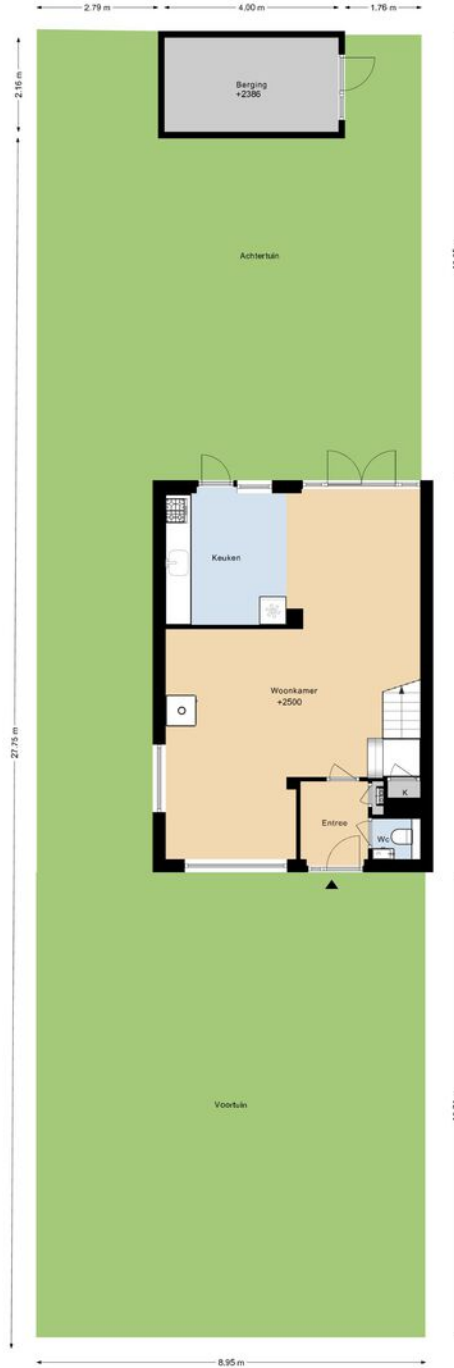 2.79 m
4.00 m
1.76 m
2.16 m
Berging
+2386
Achtertuin
Keuken
Woonkamer
+2500
27.75 m
K
Entree
Wc
Voortuin
8.95 m